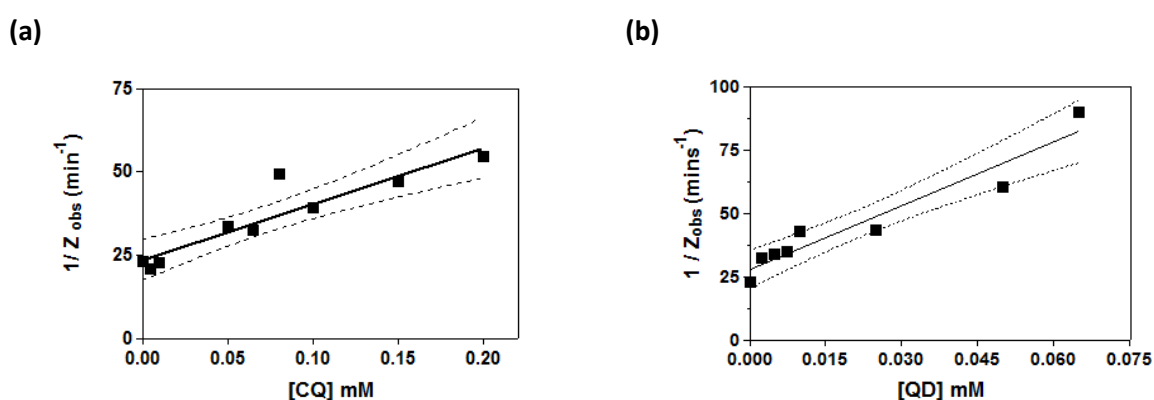 (a)
75
50
25
0
0.00 0.05 0.10 0.15 0.20
1/ Z obs (min-1)
[CQ] mM
(b)
100
75
50
25
0
0.000 0.015 0.030 0.045 0.060 0.075
1 / Zobs (mins-1)
[QD] mM